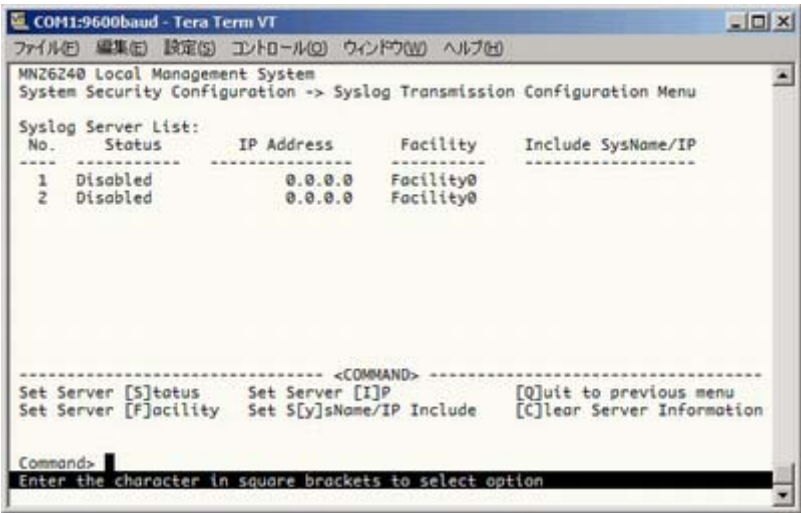 COM1:9600baud - Tera Term VT
ファイル(F) 編集(E) 設定(S) コントロール(O) ウィンドウ(W) ヘルプ(H)
MN26240 Local Management System
System Security Configuration -> Syslog Transmission Configuration Menu
Syslog Server List:
No. Status IP Address Facility Include SysName/IP
---- ------------ --------------- ----------- ------------------
1 Disabled 0.0.0.0 Facility0
2 Disabled 0.0.0.0 Facility0
-------------------------------- <COMMAND> -----------------------------------
Set Server [S]tatus Set Server [I]P [Q]uit to previous menu
Set Server [F]acility Set S[y]sName/IP Include [C]lear Server Information
Command>
Enter the character in square brackets to select option